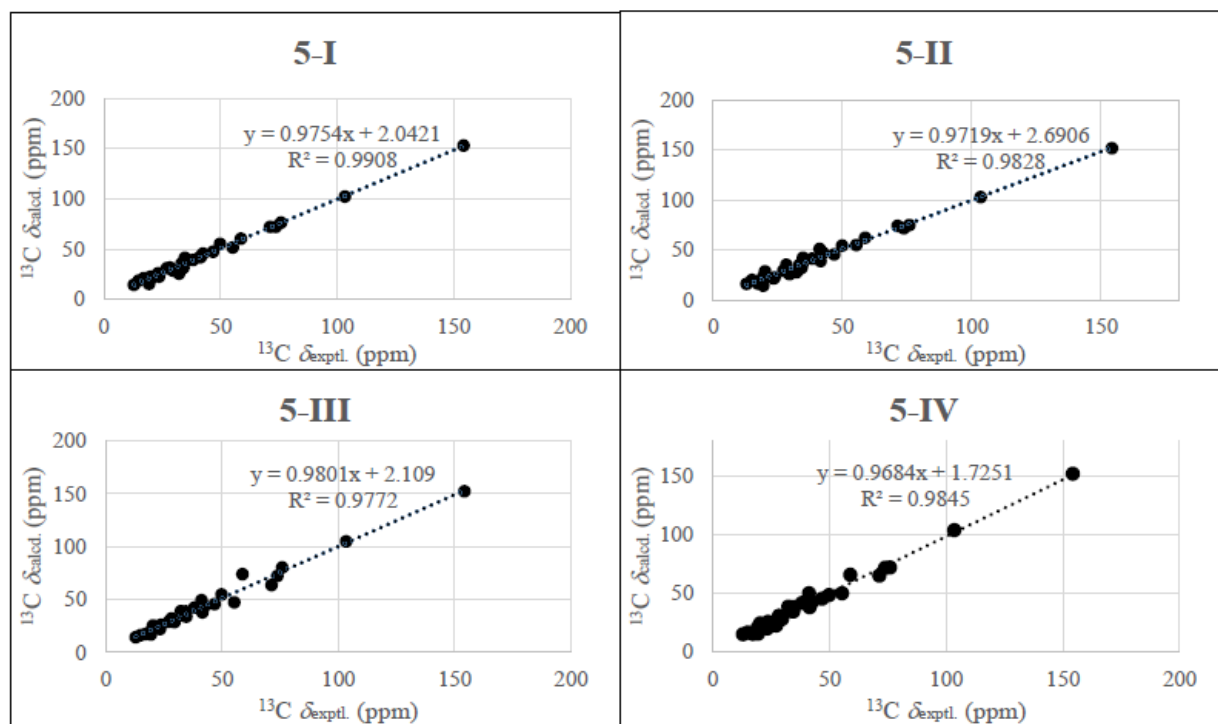 5-I
200
150
100
50
0
y = 0.9754x + 2.0421
R² = 0.9908
0 50 100 150 200
¹³C δcalcd. (ppm)
¹³C δexptl. (ppm)
5-II
200
150
100
50
0
y = 0.9719x + 2.6906
R² = 0.9828
0 50 100 150
¹³C δcalcd. (ppm)
¹³C δexptl. (ppm)
5-III
200
150
100
50
0
y = 0.9801x + 2.109
R² = 0.9772
0 50 100 150 200
¹³C δcalcd. (ppm)
¹³C δexptl. (ppm)
5-IV
150
100
50
0
y = 0.9684x + 1.7251
R² = 0.9845
0 50 100 150 200
¹³C δcalcd. (ppm)
¹³C δexptl. (ppm)